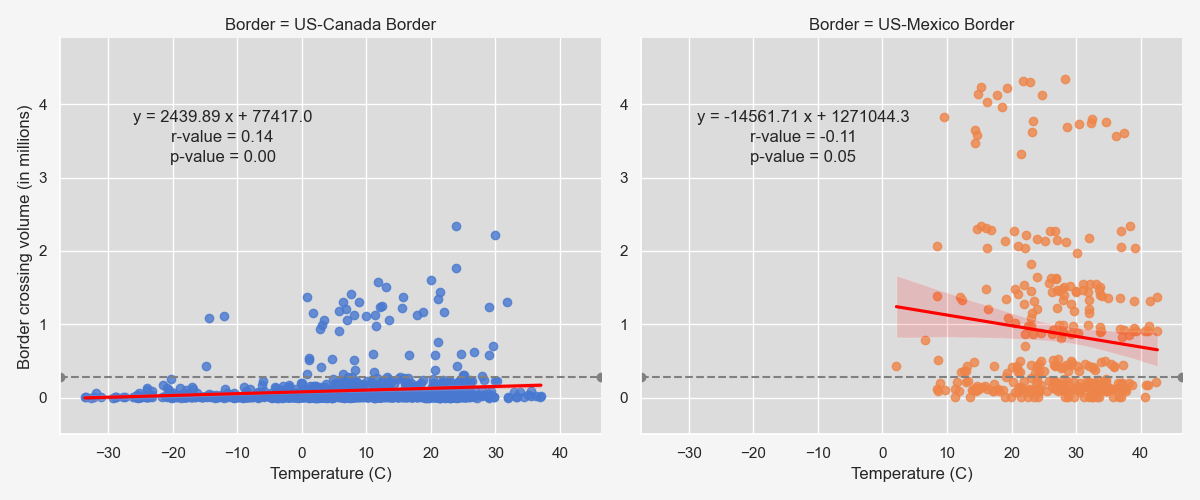 Border = US-Canada Border
Border = US-Mexico Border
Border crossing volume (in millions)
4
3
2
1
0
y = 2439.89 x + 77417.0
r-value = 0.14
p-value = 0.00
−30
−20
−10
0
10
20
30
40
Temperature (C)
4
3
2
1
0
y = -14561.71 x + 1271044.3
r-value = -0.11
p-value = 0.05
−30
−20
−10
0
10
20
30
40
Temperature (C)